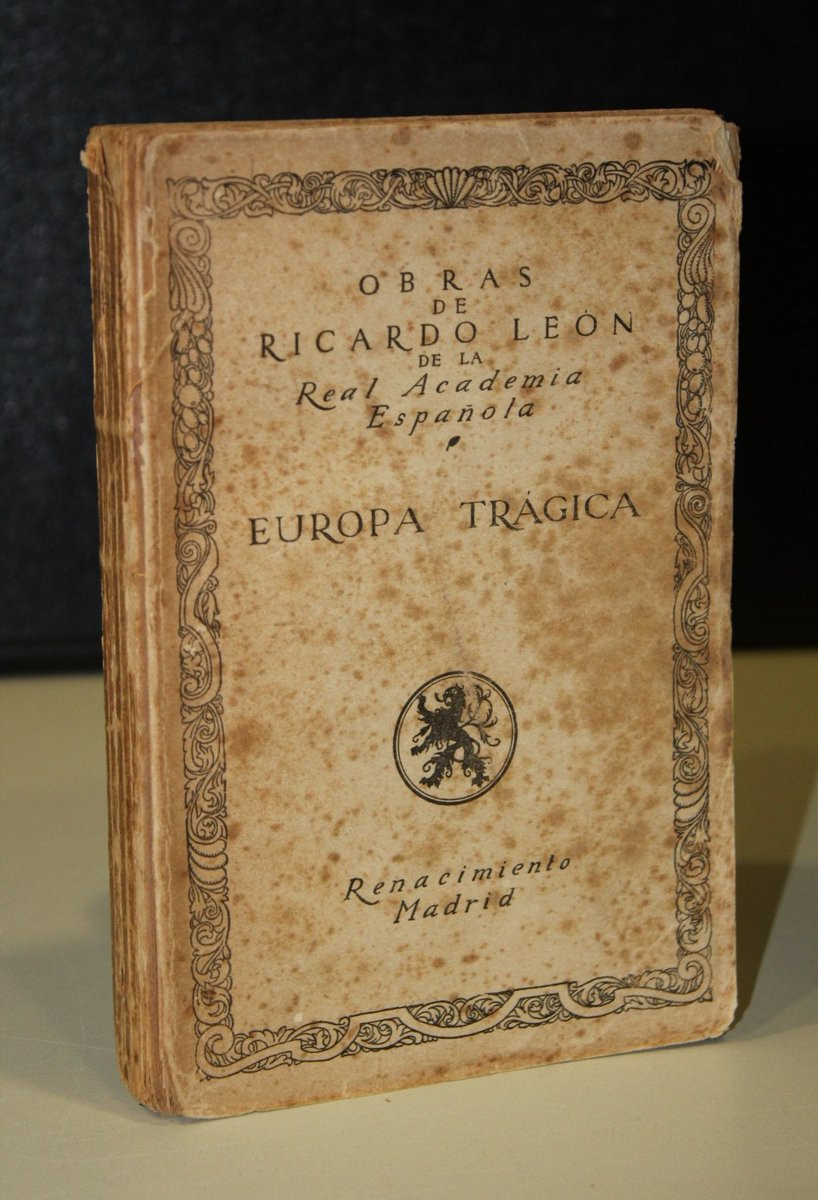 OBRAS
DE
RICARDO LEÓN
DE LA
Real Academia
Española
EUROPA TRÁGICA
Renacimiento
Madrid